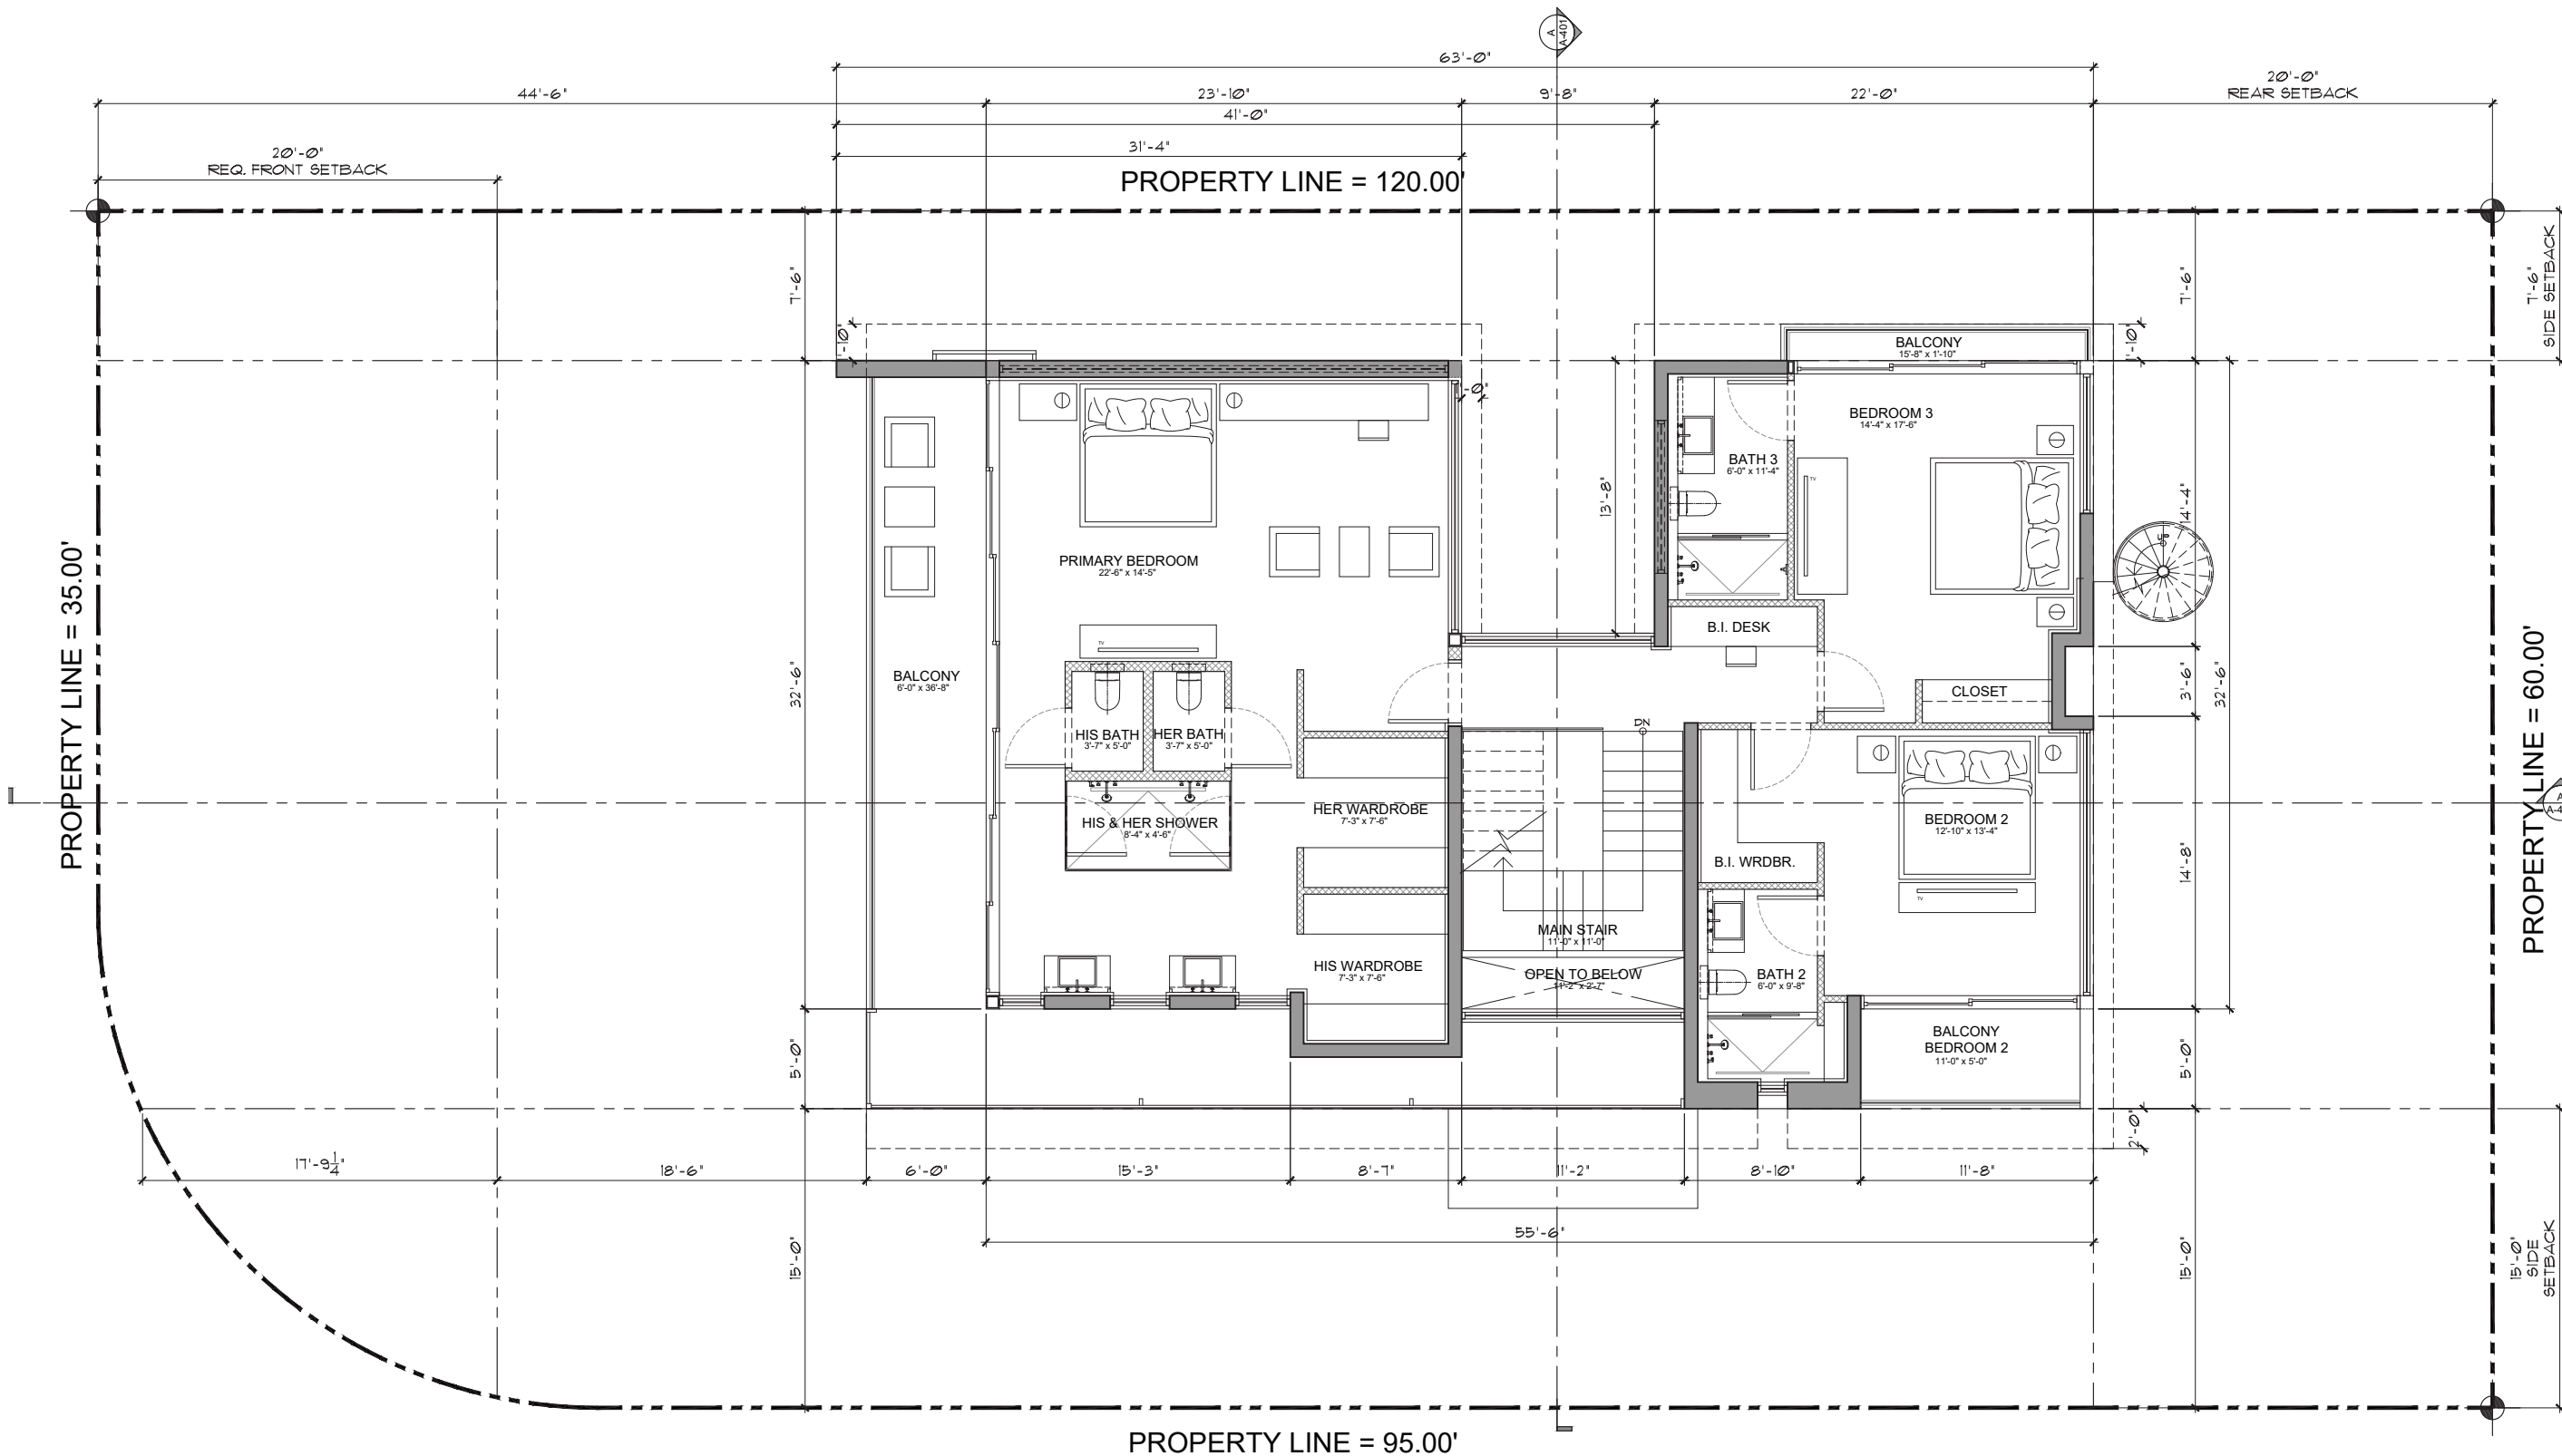 A
A-401
63'-0"
44'-6"
23'-10"
9'-8"
22'-0"
20'-0"
REAR SETBACK
41'-0"
31'-4"
20'-0"
REQ. FRONT SETBACK
PROPERTY LINE = 120.00'
7'-6"
7'-6"
7'-6"
SIDE SETBACK
1'-10"
BALCONY
15'-8" x 1'-10"
BEDROOM 3
14'-4" x 17'-6"
BATH 3
6'-0" x 11'-4"
TV
13'-8"
14'-4"
UP
PRIMARY BEDROOM
22'-6" x 14'-5"
TV
B.I. DESK
PROPERTY LINE = 35.00'
PROPERTY LINE = 60.00'
32'-6"
BALCONY
6'-0" x 36'-8"
HIS BATH
3'-7" x 5'-0"
HER BATH
3'-7" x 5'-0"
CLOSET
3'-6"
32'-6"
DN
HER WARDROBE
7'-3" x 7'-6"
HIS & HER SHOWER
8'-4" x 4'-6"
BEDROOM 2
12'-10" x 13'-4"
B.I. WRDBR.
14'-8"
TV
MAIN STAIR
11'-0" x 11'-0"
HIS WARDROBE
7'-3" x 7'-6"
OPEN TO BELOW
11'-2" x 2'-7"
BATH 2
6'-0" x 9'-8"
BALCONY
BEDROOM 2
11'-0" x 5'-0"
5'-0"
5'-0"
2'-0"
17'-9 1/4"
18'-6"
6'-0"
15'-3"
8'-7"
11'-2"
8'-10"
11'-8"
55'-6"
15'-0"
15'-0"
15'-0"
SIDE
SETBACK
PROPERTY LINE = 95.00'